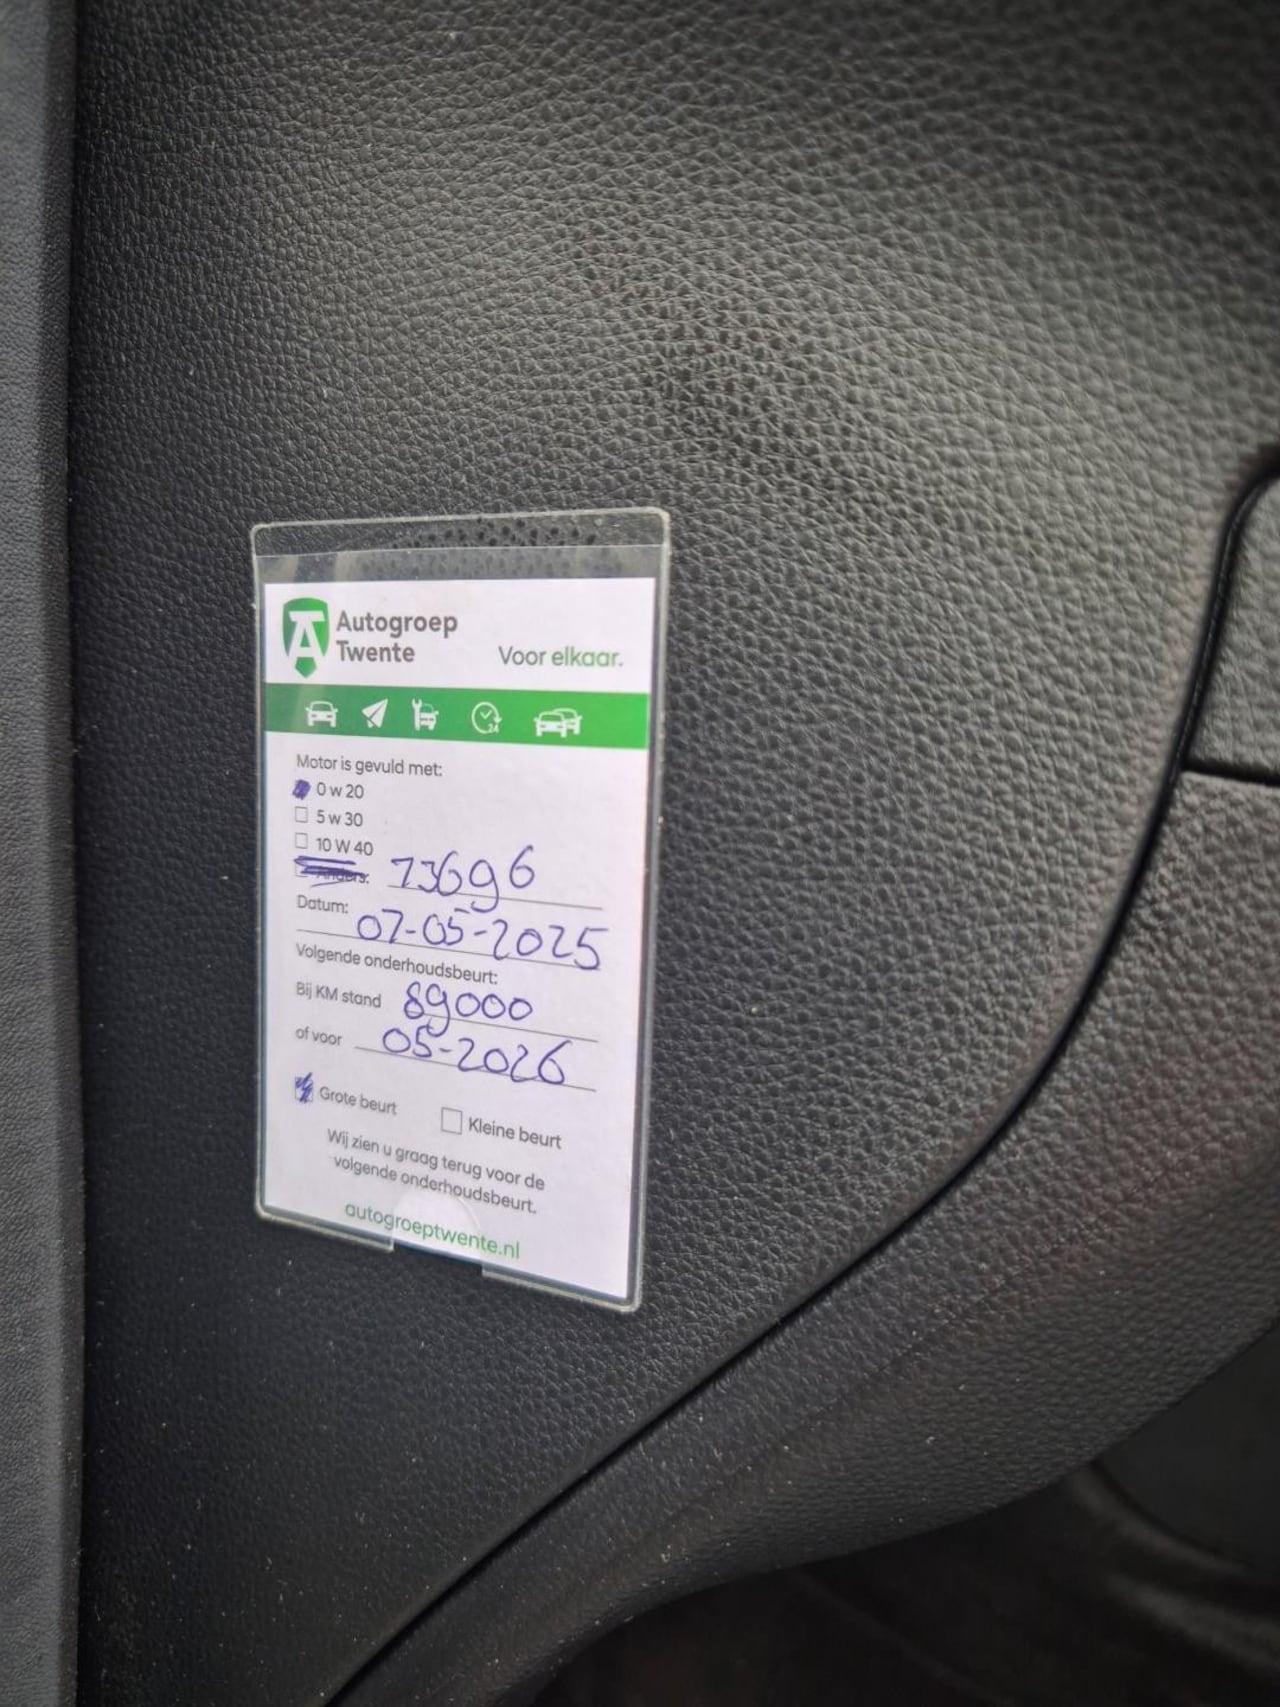 Autogroep
Twente
Voor elkaar.
24
Motor is gevuld met:
0 w 20
5 w 30
10 W 40
Anders: 73696
Datum: 07-05-2025
Volgende onderhoudsbeurt:
Bij KM stand 89000
of voor 05-2026
Grote beurt
Kleine beurt
Wij zien u graag terug voor de
volgende onderhoudsbeurt.
autogroeptwente.nl